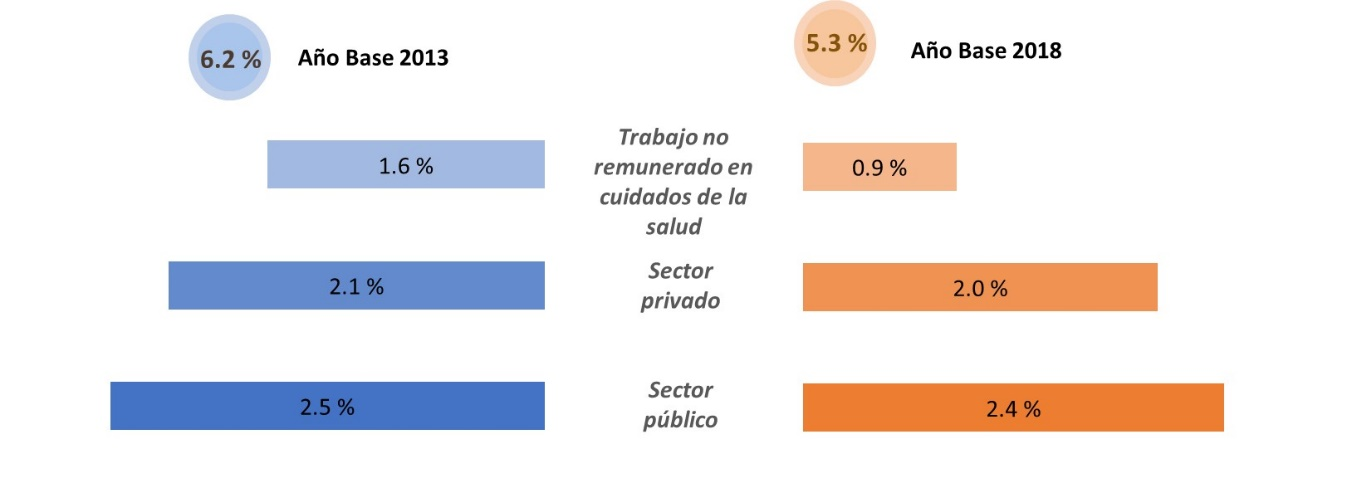 6.2 %
Año Base 2013
5.3 %
Año Base 2018
1.6 %
Trabajo no
remunerado en
cuidados de la
salud
0.9 %
2.1 %
Sector
privado
2.0 %
2.5 %
Sector
público
2.4 %